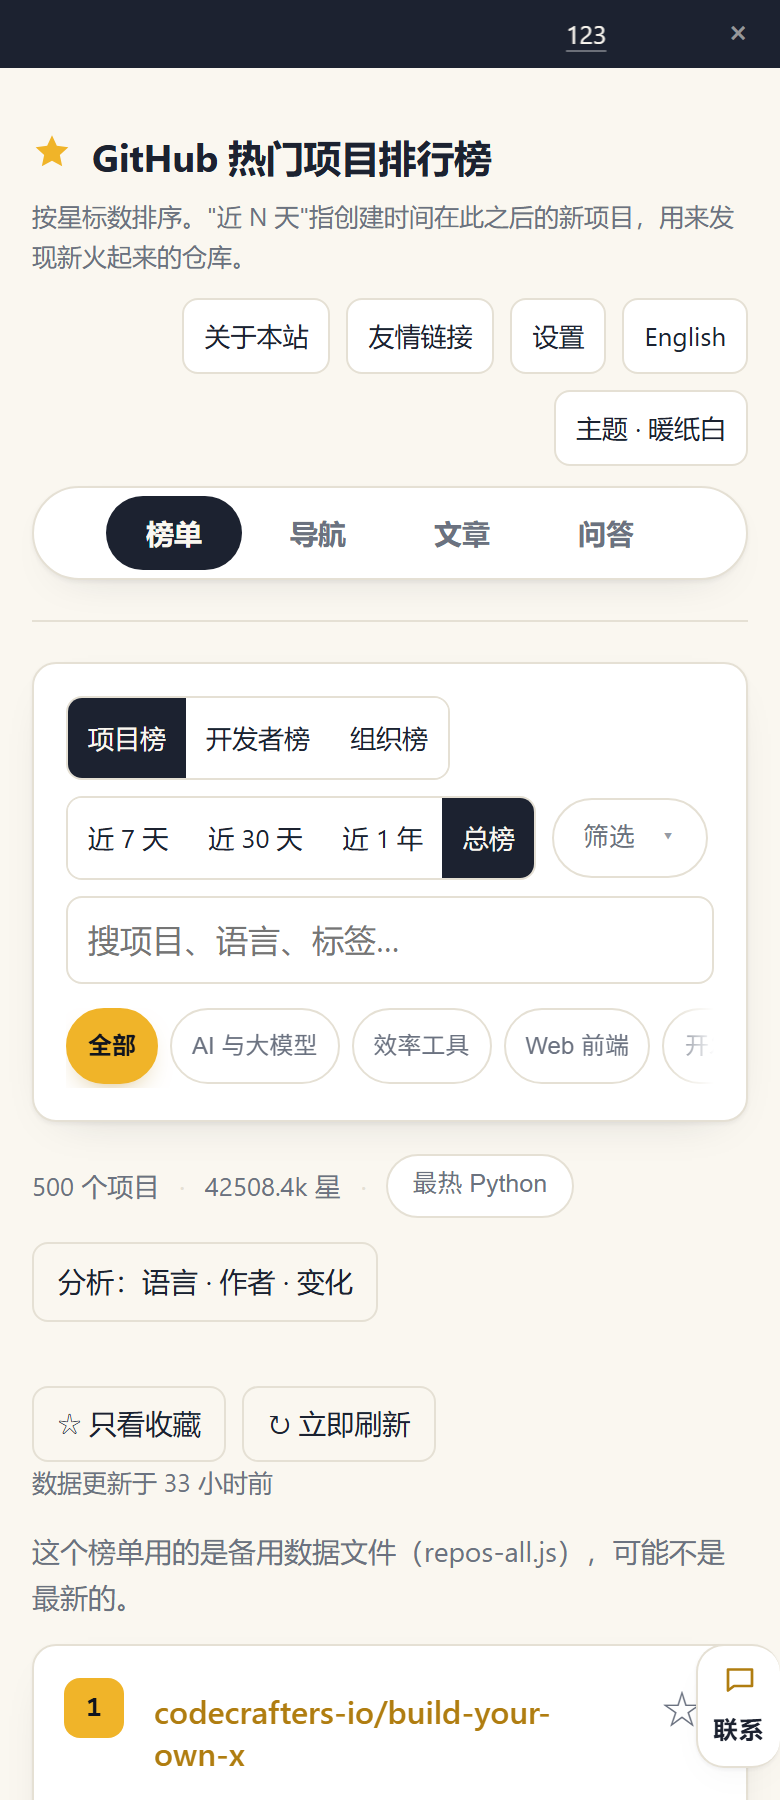 123 ×
GitHub 热门项目排行榜
按星标数排序。"近 N 天"指创建时间在此之后的新项目，用来发
现新火起来的仓库。
关于本站 友情链接 设置 English
主题 · 暖纸白
榜单 导航 文章 问答
项目榜 开发者榜 组织榜
近 7 天 近 30 天 近 1 年 总榜 筛选 ▾
搜项目、语言、标签...
全部 AI 与大模型 效率工具 Web 前端 开
500 个项目 · 42508.4k 星 · 最热 Python
分析：语言 · 作者 · 变化
☆ 只看收藏 ↻ 立即刷新
数据更新于 33 小时前
这个榜单用的是备用数据文件（repos-all.js），可能不是
最新的。
1 codecrafters-io/build-your-
own-x
联系